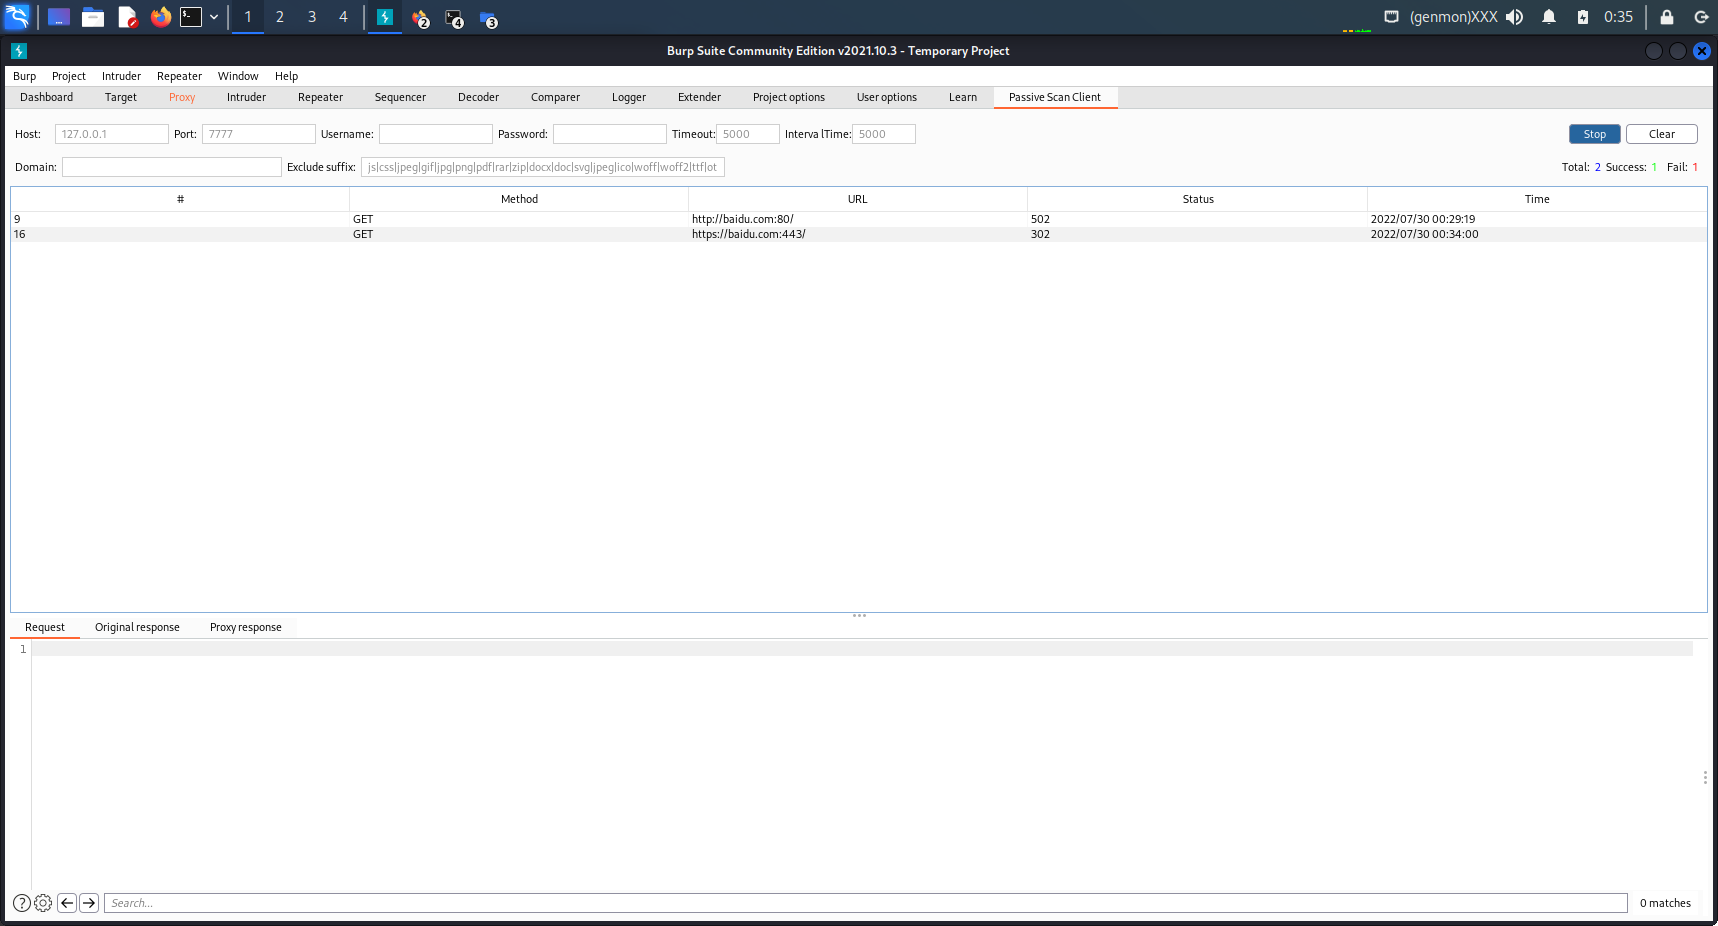 1 2 3 4 2 4 3 (genmon)XXX 0:35
Burp Suite Community Edition v2021.10.3 - Temporary Project
Burp Project Intruder Repeater Window Help
Dashboard Target Proxy Intruder Repeater Sequencer Decoder Comparer Logger Extender Project options User options Learn Passive Scan Client
Host: 127.0.0.1 Port: 7777 Username: Password: Timeout: 5000 Interva lTime: 5000 Stop Clear
Domain: Exclude suffix: js|css|jpeg|gif|jpg|png|pdf|rar|zip|docx|doc|svg|jpeg|ico|woff|woff2|ttf|ot Total: 2 Success: 1 Fail: 1
# Method URL Status Time
9 GET http://baidu.com:80/ 502 2022/07/30 00:29:19
16 GET https://baidu.com:443/ 302 2022/07/30 00:34:00
Request Original response Proxy response
1
? Search... 0 matches